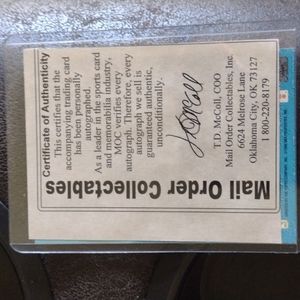 Mail Order Collectables
Certificate of Authenticity
This certifies that the
accompanying trading card
has been personally
autographed.
As a leader in the sports card
and memorabilia industry,
MOC verifies every
autograph. Therefore, every
autograph we sell is
guaranteed authentic,
unconditionally.
T.D. McColl, COO
Mail Order Collectables, Inc
6624 Melrose Lane
Oklahoma City, OK 73127
1 800-220-8179